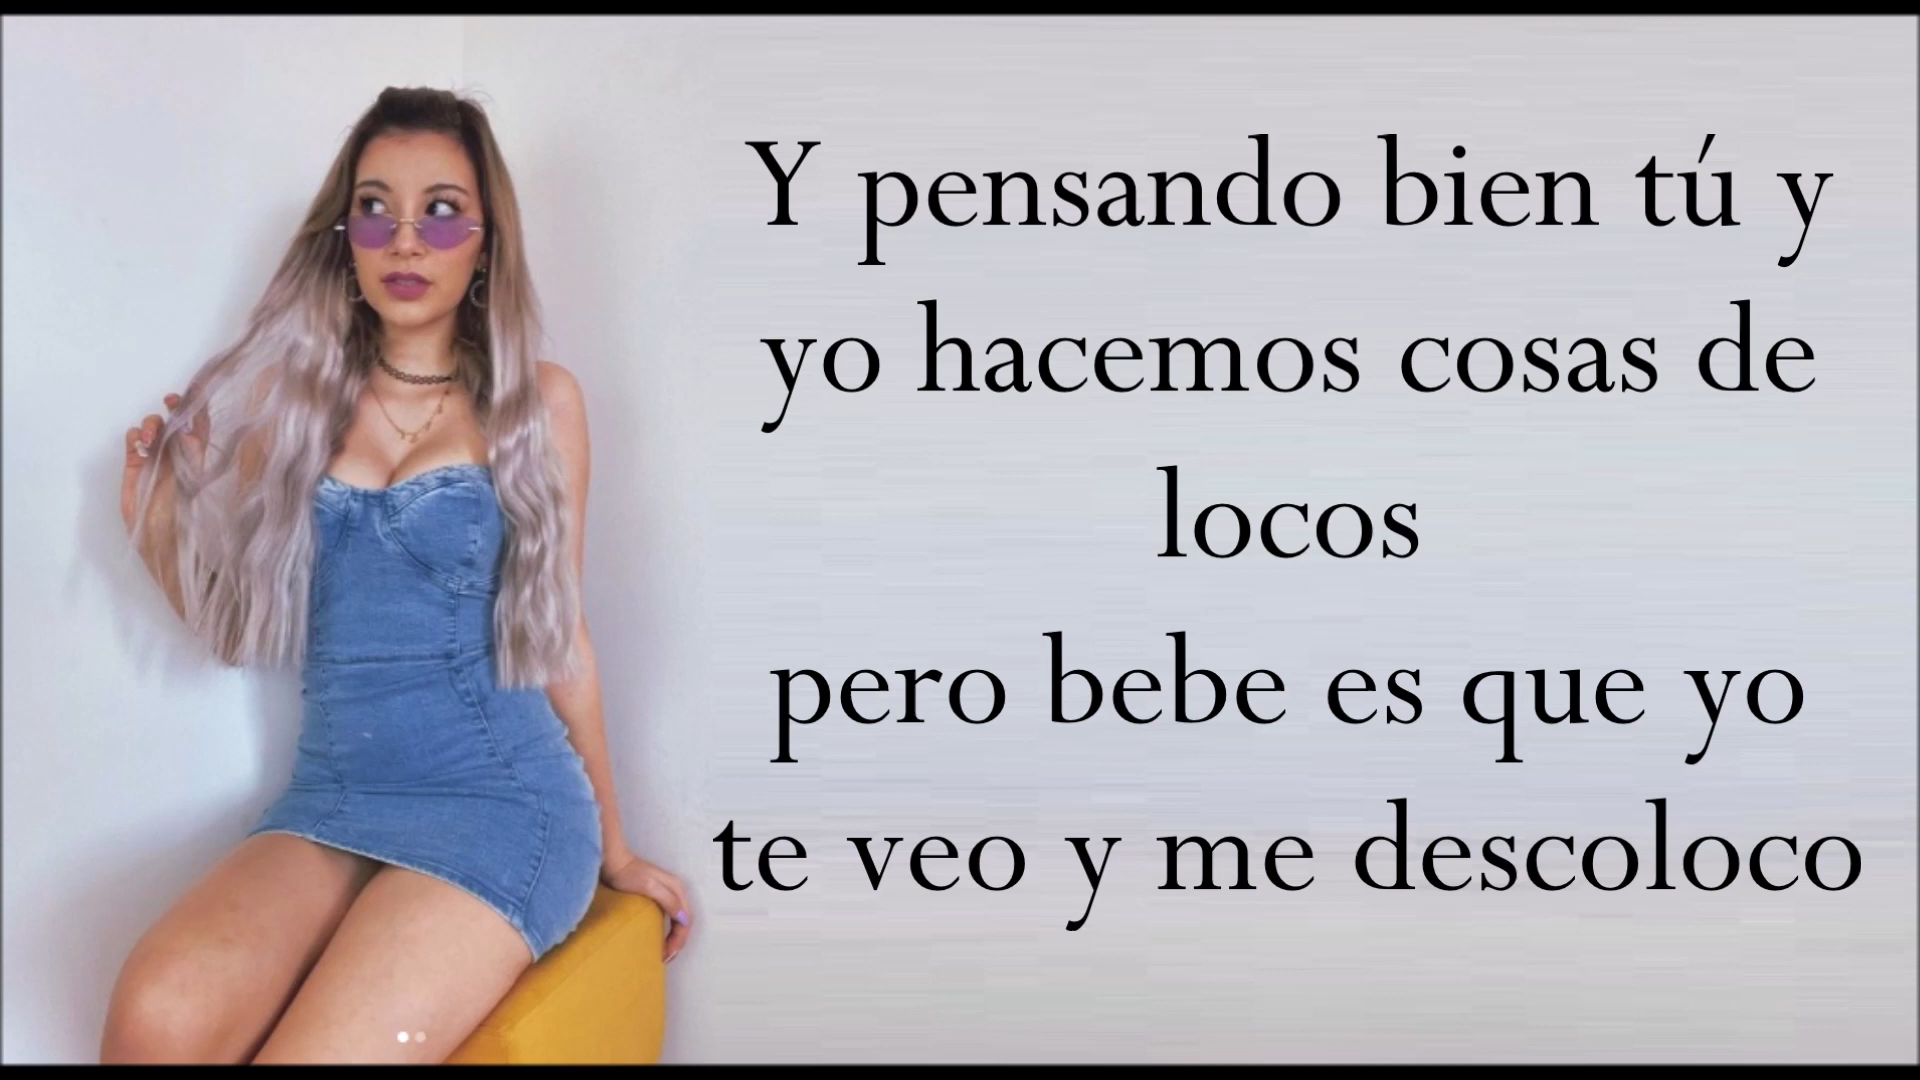 Y pensando bien tú y
yo hacemos cosas de
locos
pero bebe es que yo
te veo y me descoloco